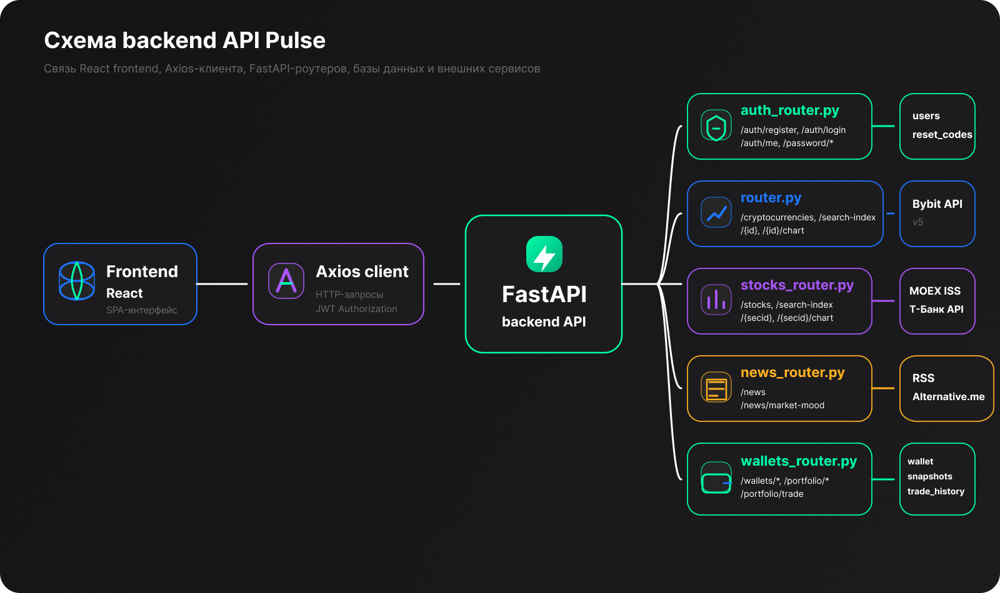 Схема backend API Pulse
Связь React frontend, Axios-клиента, FastAPI-роутеров, базы данных и внешних сервисов
Frontend
React
SPA-интерфейс
Axios client
HTTP-запросы
JWT Authorization
FastAPI
backend API
auth_router.py
/auth/register, /auth/login
/auth/me, /password/*
users
reset_codes
router.py
/cryptocurrencies, /search-index
/{id}, /{id}/chart
Bybit API
v5
stocks_router.py
/stocks, /search-index
/{secid}, /{secid}/chart
MOEX ISS
Т-Банк API
news_router.py
/news
/news/market-mood
RSS
Alternative.me
wallets_router.py
/wallets/*, /portfolio/*
/portfolio/trade
wallet
snapshots
trade_history